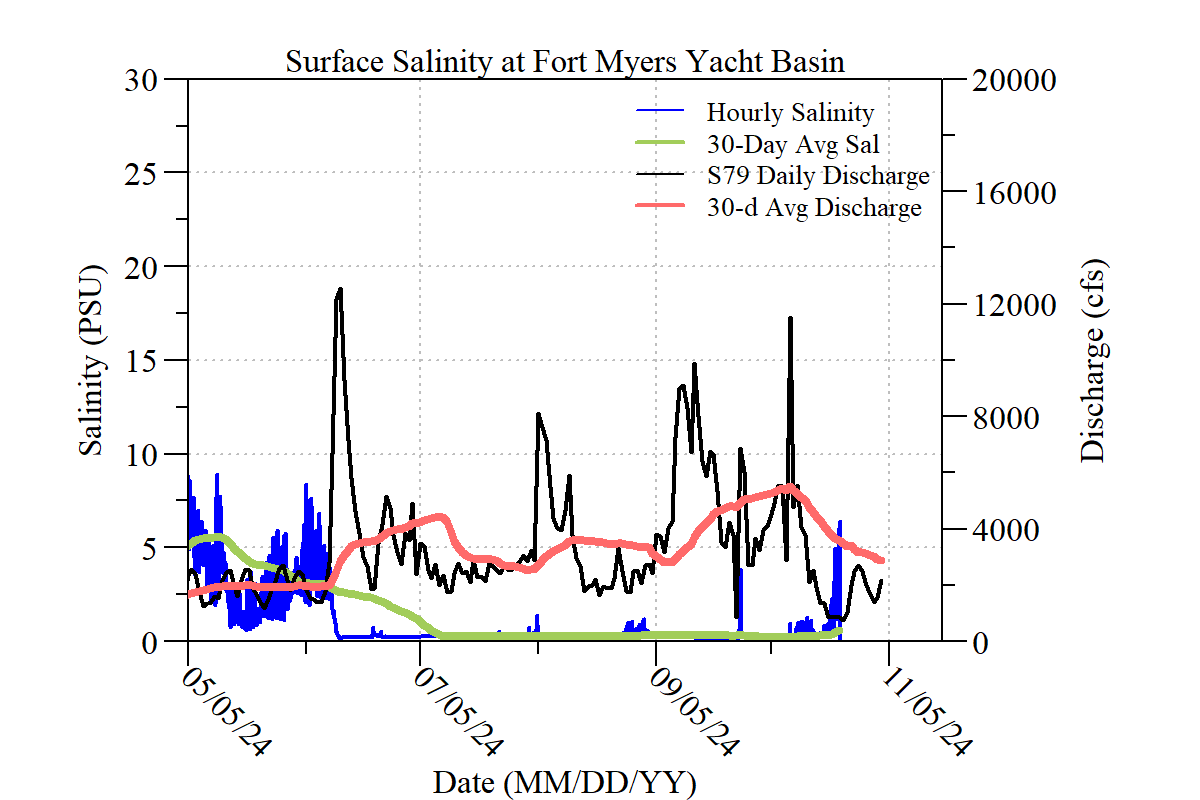 Surface Salinity at Fort Myers Yacht Basin
30
25
20
15
10
5
0
Salinity (PSU)
Hourly Salinity
30-Day Avg Sal
S79 Daily Discharge
30-d Avg Discharge
20000
16000
12000
8000
4000
0
Discharge (cfs)
05/05/24
07/05/24
09/05/24
11/05/24
Date (MM/DD/YY)